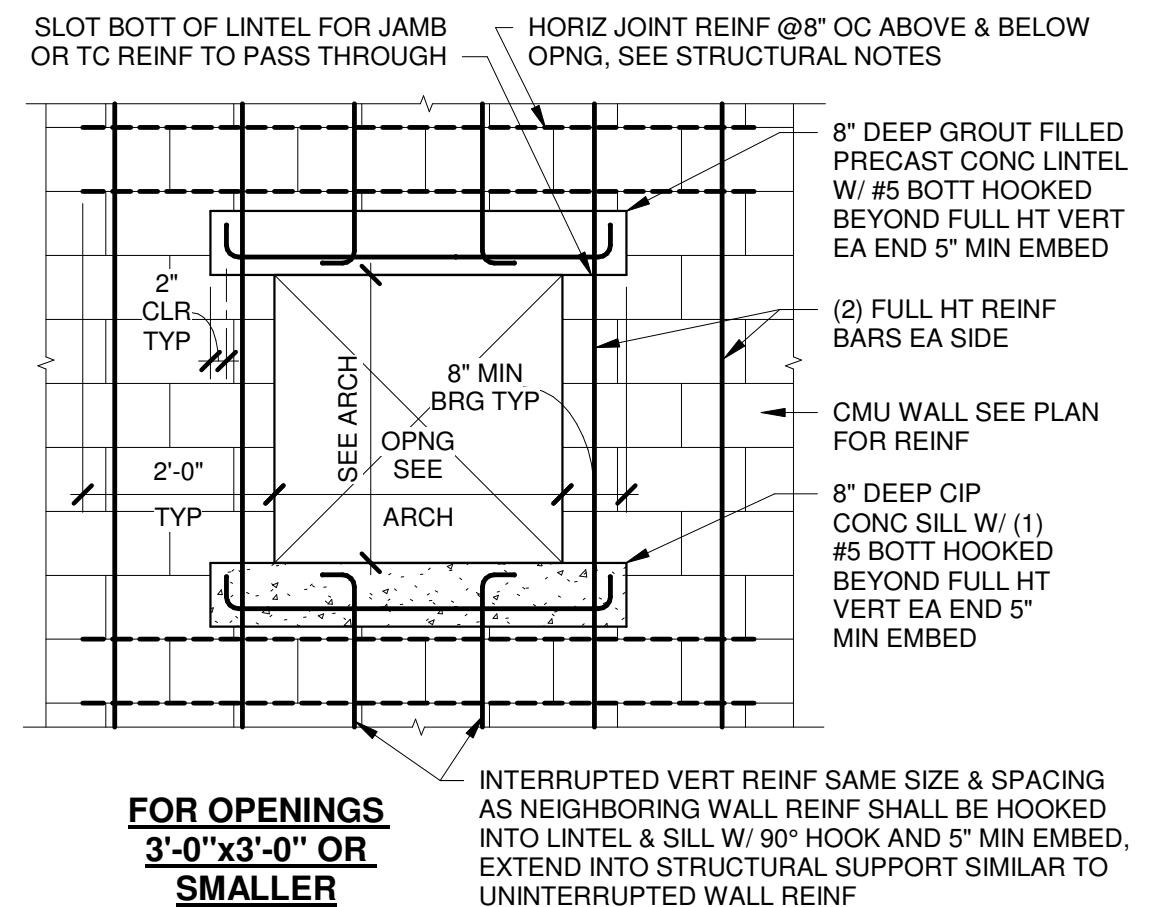 SLOT BOTT OF LINTEL FOR JAMB
OR TC REINF TO PASS THROUGH
HORIZ JOINT REINF @8" OC ABOVE & BELOW
OPNG, SEE STRUCTURAL NOTES
8" DEEP GROUT FILLED
PRECAST CONC LINTEL
W/ #5 BOTT HOOKED
BEYOND FULL HT VERT
EA END 5" MIN EMBED
2"
CLR
TYP
(2) FULL HT REINF
BARS EA SIDE
SEE ARCH
8" MIN
BRG TYP
OPNG
SEE
ARCH
CMU WALL SEE PLAN
FOR REINF
2'-0"
TYP
8" DEEP CIP
CONC SILL W/ (1)
#5 BOTT HOOKED
BEYOND FULL HT
VERT EA END 5"
MIN EMBED
INTERRUPTED VERT REINF SAME SIZE & SPACING
AS NEIGHBORING WALL REINF SHALL BE HOOKED
INTO LINTEL & SILL W/ 90° HOOK AND 5" MIN EMBED,
EXTEND INTO STRUCTURAL SUPPORT SIMILAR TO
UNINTERRUPTED WALL REINF
FOR OPENINGS
3'-0"x3'-0" OR
SMALLER